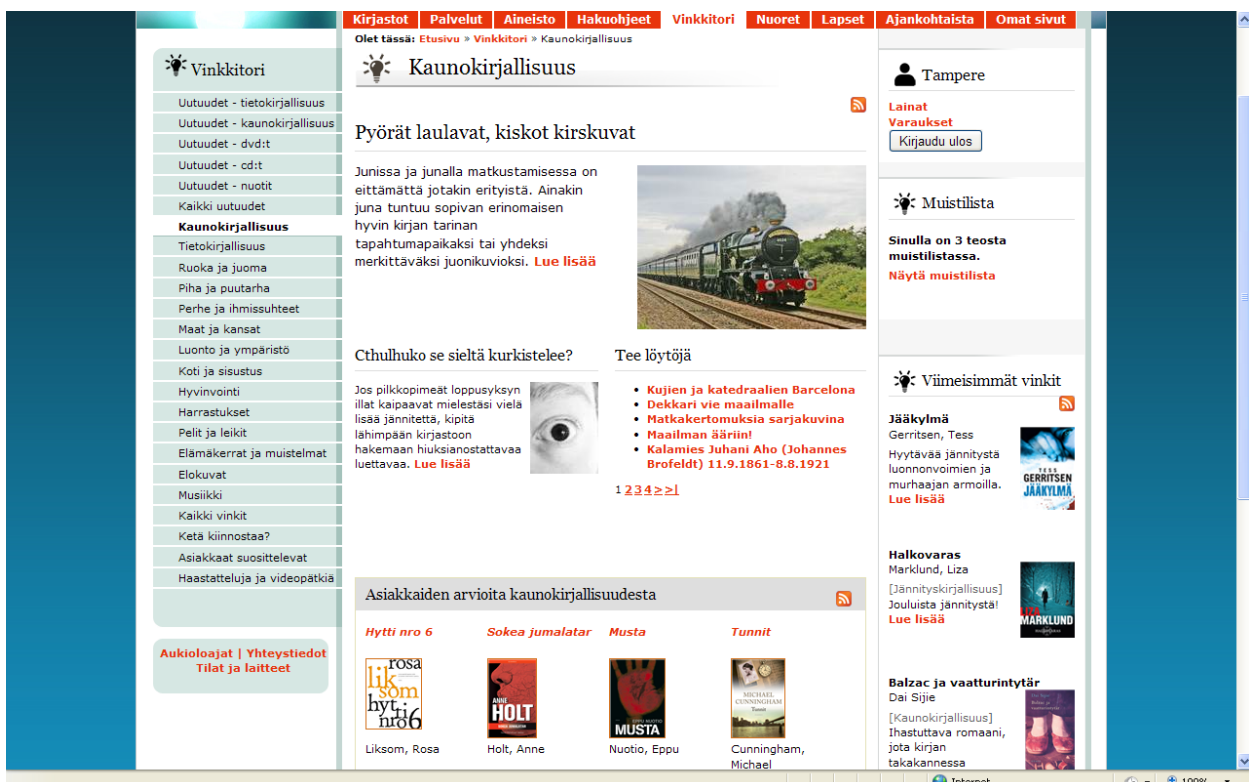 Kirjastot Palvelut Aineisto Hakuohjeet Vinkkitori Nuoret Lapset Ajankohtaista Omat sivut
Olet tässä: Etusivu » Vinkkitori » Kaunokirjallisuus
Vinkkitori
Uutuudet - tietokirjallisuus
Uutuudet - kaunokirjallisuus
Uutuudet - dvd:t
Uutuudet - cd:t
Uutuudet - nuotit
Kaikki uutuudet
Kaunokirjallisuus
Tietokirjallisuus
Ruoka ja juoma
Piha ja puutarha
Perhe ja ihmissuhteet
Maat ja kansat
Luonto ja ympäristö
Koti ja sisustus
Hyvinvointi
Harrastukset
Pelit ja leikit
Elämäkerrat ja muistelmat
Elokuvat
Musiikki
Kaikki vinkit
Ketä kiinnostaa?
Asiakkaat suosittelevat
Haastatteluja ja videopätkiä
Aukioloajat | Yhteystiedot
Tilat ja laitteet
Kaunokirjallisuus
Pyörät laulavat, kiskot kirskuvat
Junissa ja junalla matkustamisessa on
eittämättä jotakin erityistä. Ainakin
juna tuntuu sopivan erinomaisen
hyvin kirjan tarinan
tapahtumapaikaksi tai yhdeksi
merkittäväksi juonikuvioksi. Lue lisää
Cthulhuko se sieltä kurkistelee?
Jos pilkkopimeät loppusyksyn
illat kaipaavat mielestäsi vielä
lisää jännitettä, kipitä
lähimpään kirjastoon
hakemaan hiuksianostattavaa
luettavaa. Lue lisää
Tee löytöjä
Kujien ja katedraalien Barcelona
Dekkari vie maailmalle
Matkakertomuksia sarjakuvina
Maailman ääriin!
Kalamies Juhani Aho (Johannes
Brofeldt) 11.9.1861-8.8.1921
1 2 3 4 > >|
Asiakkaiden arvioita kaunokirjallisuudesta
Hytti nro 6 Sokea jumalatar Musta Tunnit
rosa
liksom
hytti
nro6
ANNE
HOLT
EPPU NUOTIO
MUSTA
MICHAEL
CUNNINGHAM
Tunnit
Liksom, Rosa
Holt, Anne
Nuotio, Eppu
Cunningham,
Michael
Tampere
Lainat
Varaukset
Kirjaudu ulos
Muistilista
Sinulla on 3 teosta
muistilistassa.
Näytä muistilista
Viimeisimmät vinkit
Jääkylmä
Gerritsen, Tess
Hyytävää jännitystä
luonnonvoimien ja
murhaajan armoilla.
Lue lisää
TESS
GERRITSEN
JÄÄKYLMÄ
Halkovaras
Marklund, Liza
[Jännityskirjallisuus]
Jouluista jännitystä!
Lue lisää
LIZA
MARKLUND
Balzac ja vaatturintytär
Dai Sijie
[Kaunokirjallisuus]
Ihastuttava romaani,
jota kirjan
takakannessa
Internet
100%